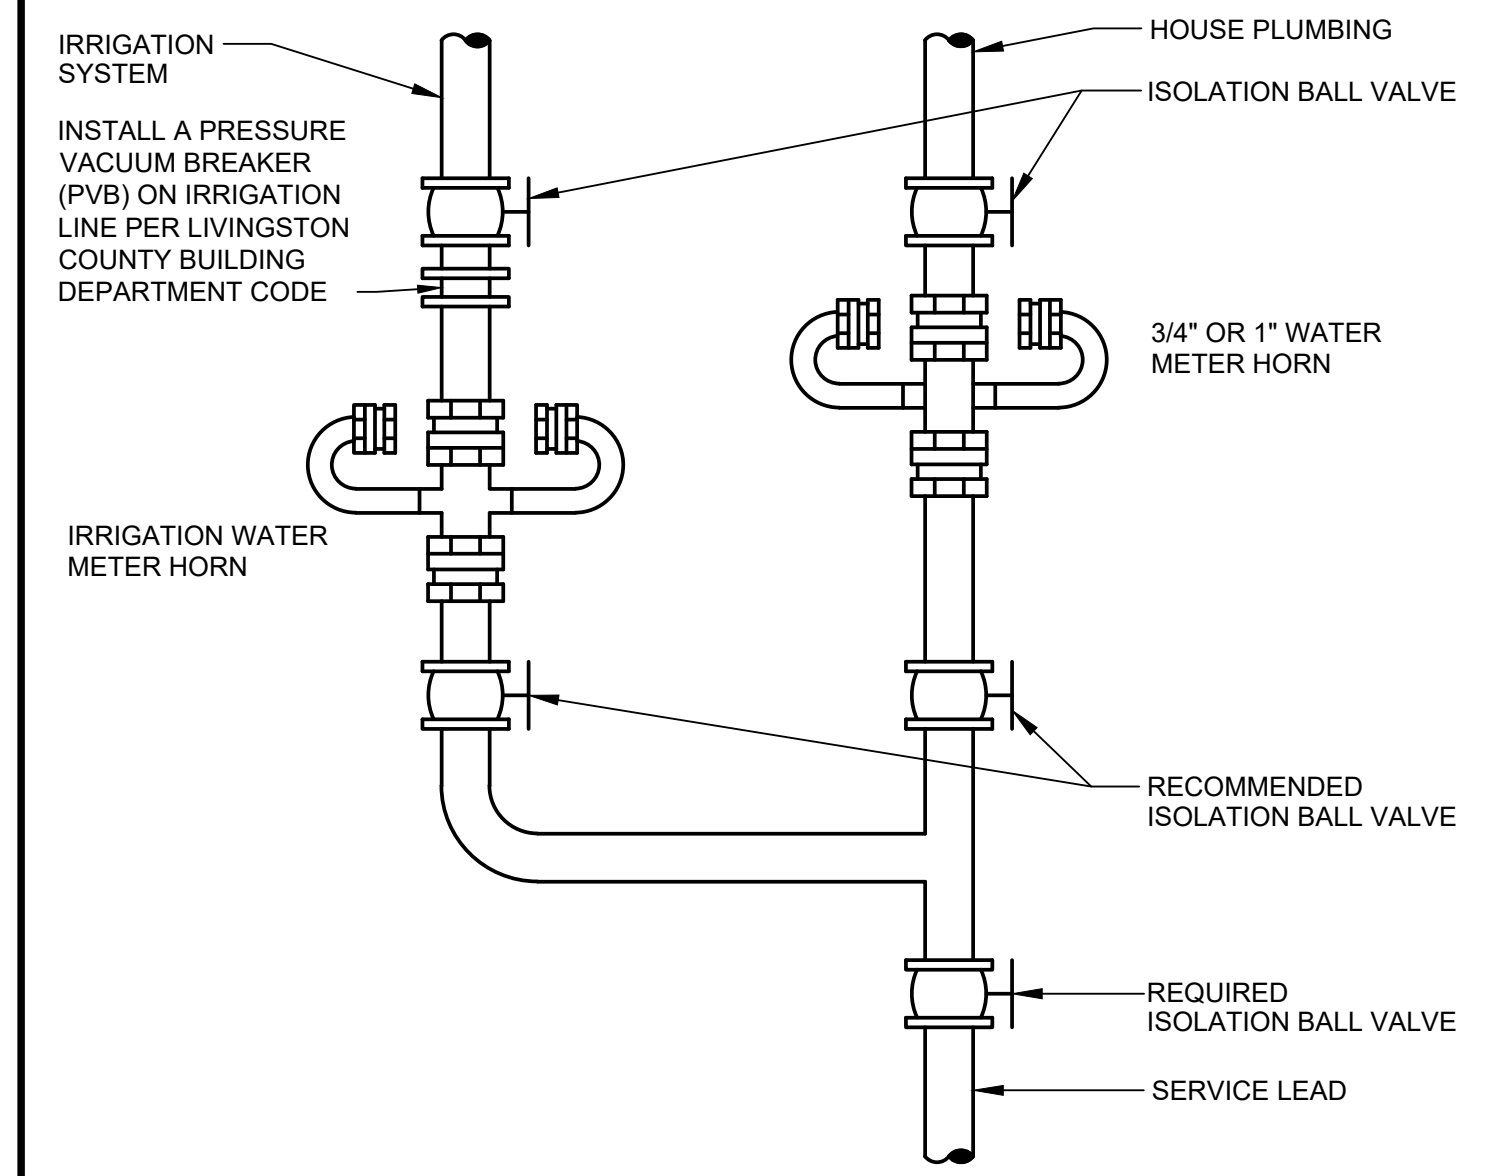 IRRIGATION
SYSTEM
INSTALL A PRESSURE
VACUUM BREAKER
(PVB) ON IRRIGATION
LINE PER LIVINGSTON
COUNTY BUILDING
DEPARTMENT CODE
HOUSE PLUMBING
ISOLATION BALL VALVE
3/4" OR 1" WATER
METER HORN
IRRIGATION WATER
METER HORN
RECOMMENDED
ISOLATION BALL VALVE
REQUIRED
ISOLATION BALL VALVE
SERVICE LEAD